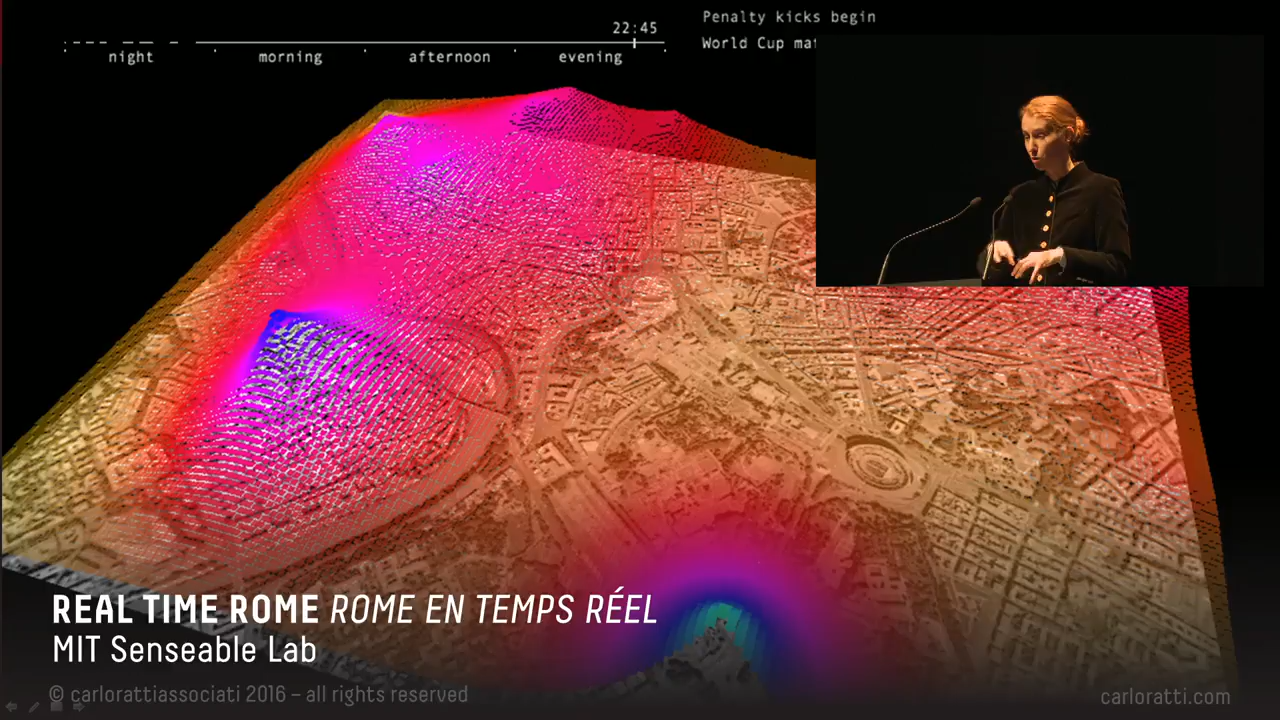 22:45
night
morning
afternoon
evening
Penalty kicks begin
World Cup
REAL TIME ROME ROME EN TEMPS RÉEL
MIT Senseable Lab
© carlorattiassociati 2016 – all rights reserved
carloratti.com